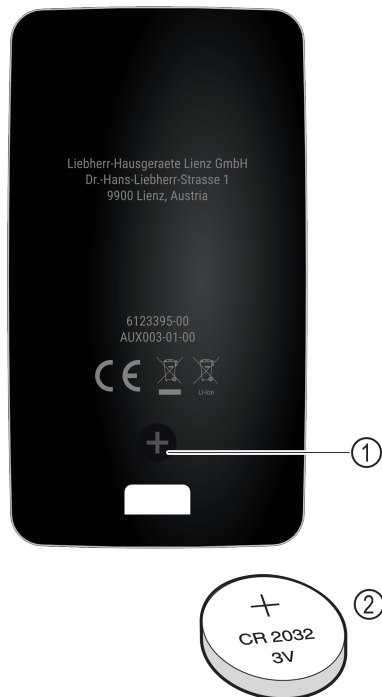 Liebherr-Hausgeraete Lienz GmbH
Dr.-Hans-Liebherr-Strasse 1
9900 Lienz, Austria
6123395-00
AUX003-01-00
CE
Li-Ion
+
1
+
CR 2032
3V
2